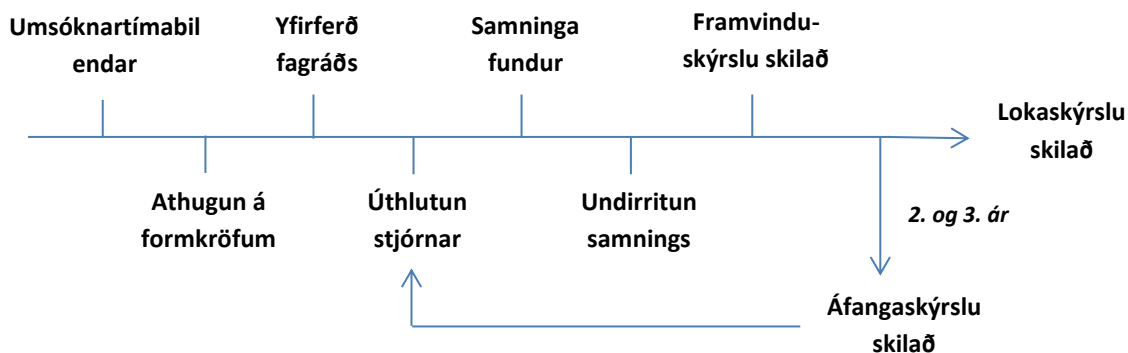 Umsóknartímabil
endar
Yfirferð
fagráðs
Samninga
fundur
Framvindu-
skýrslu skilað
Lokaskýrslu
skilað
Athugun á
formkröfum
Úthlutun
stjórnar
Undirritun
samnings
2. og 3. ár
Áfangaskýrslu
skilað